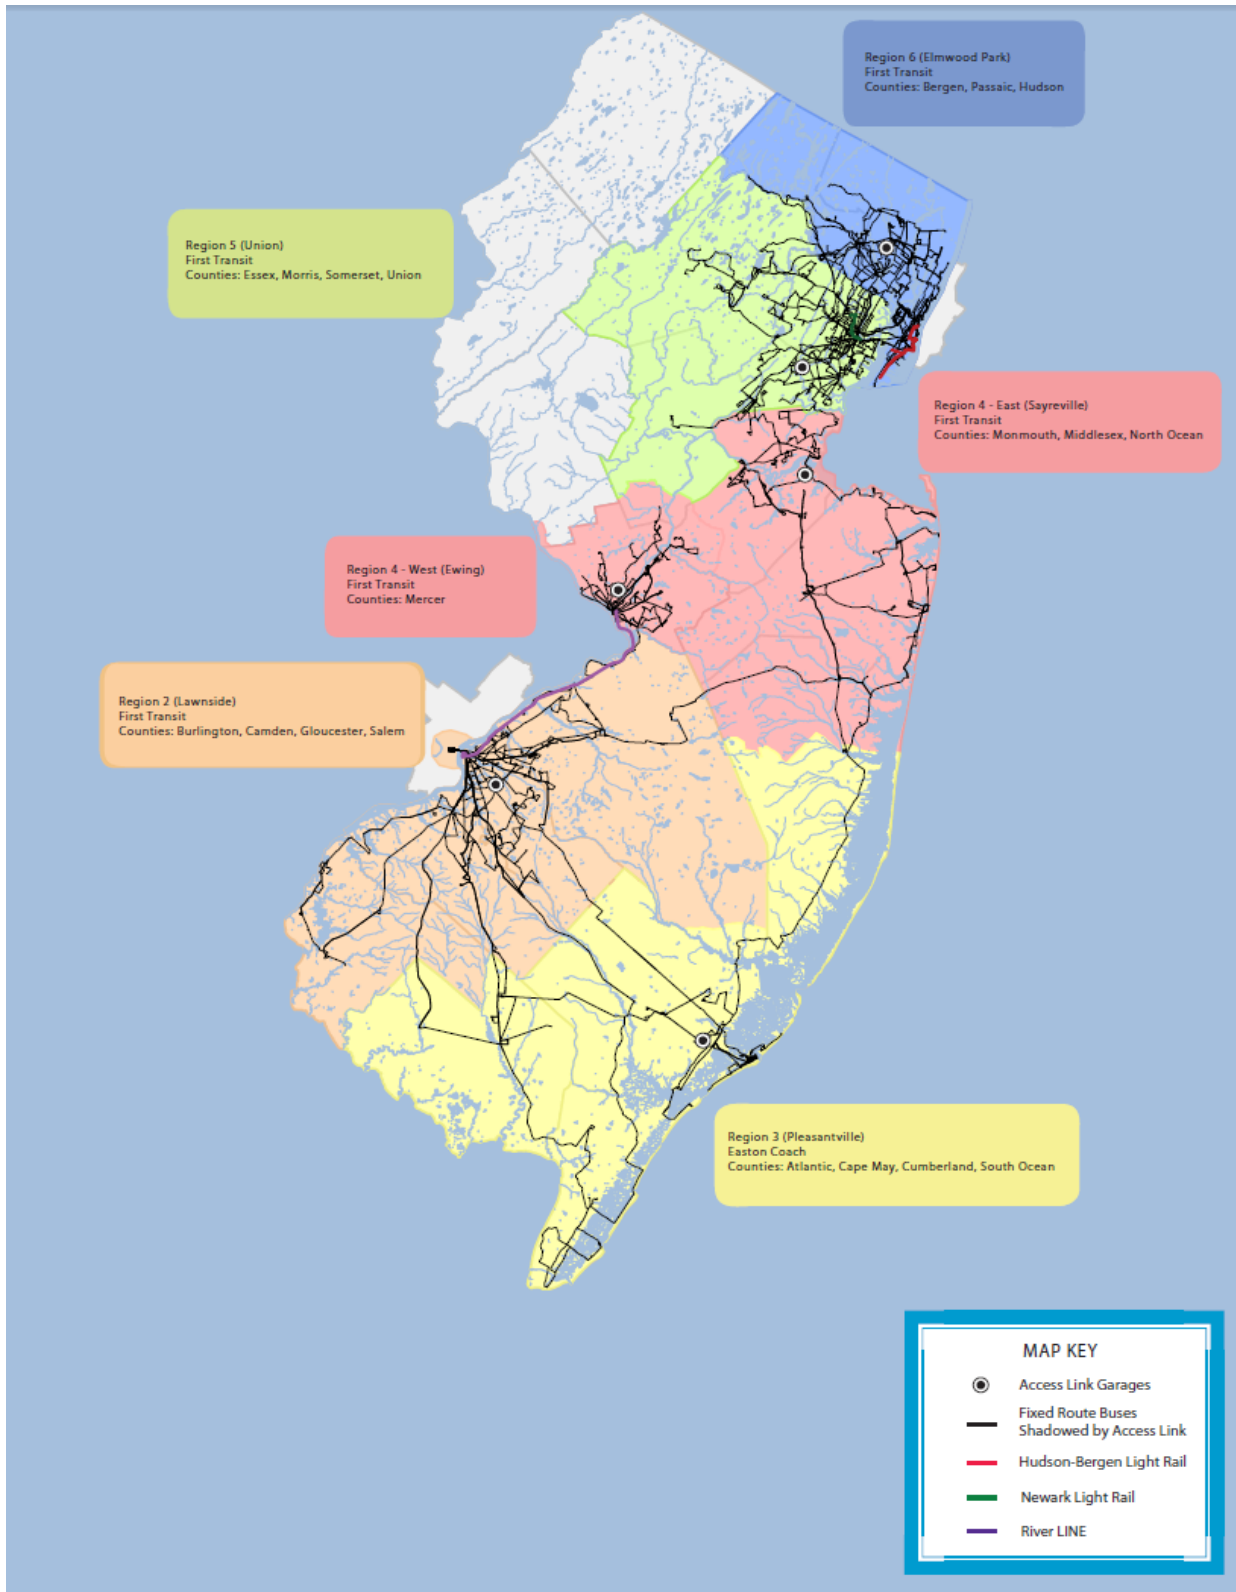 Region 6 (Elmwood Park)
First Transit
Counties: Bergen, Passaic, Hudson
Region 5 (Union)
First Transit
Counties: Essex, Morris, Somerset, Union
Region 4 - East (Sayreville)
First Transit
Counties: Monmouth, Middlesex, North Ocean
Region 4 - West (Ewing)
First Transit
Counties: Mercer
Region 2 (Lawnside)
First Transit
Counties: Burlington, Camden, Gloucester, Salem
Region 3 (Pleasantville)
Easton Coach
Counties: Atlantic, Cape May, Cumberland, South Ocean
MAP KEY
Access Link Garages
Fixed Route Buses
Shadowed by Access Link
Hudson-Bergen Light Rail
Newark Light Rail
River LINE